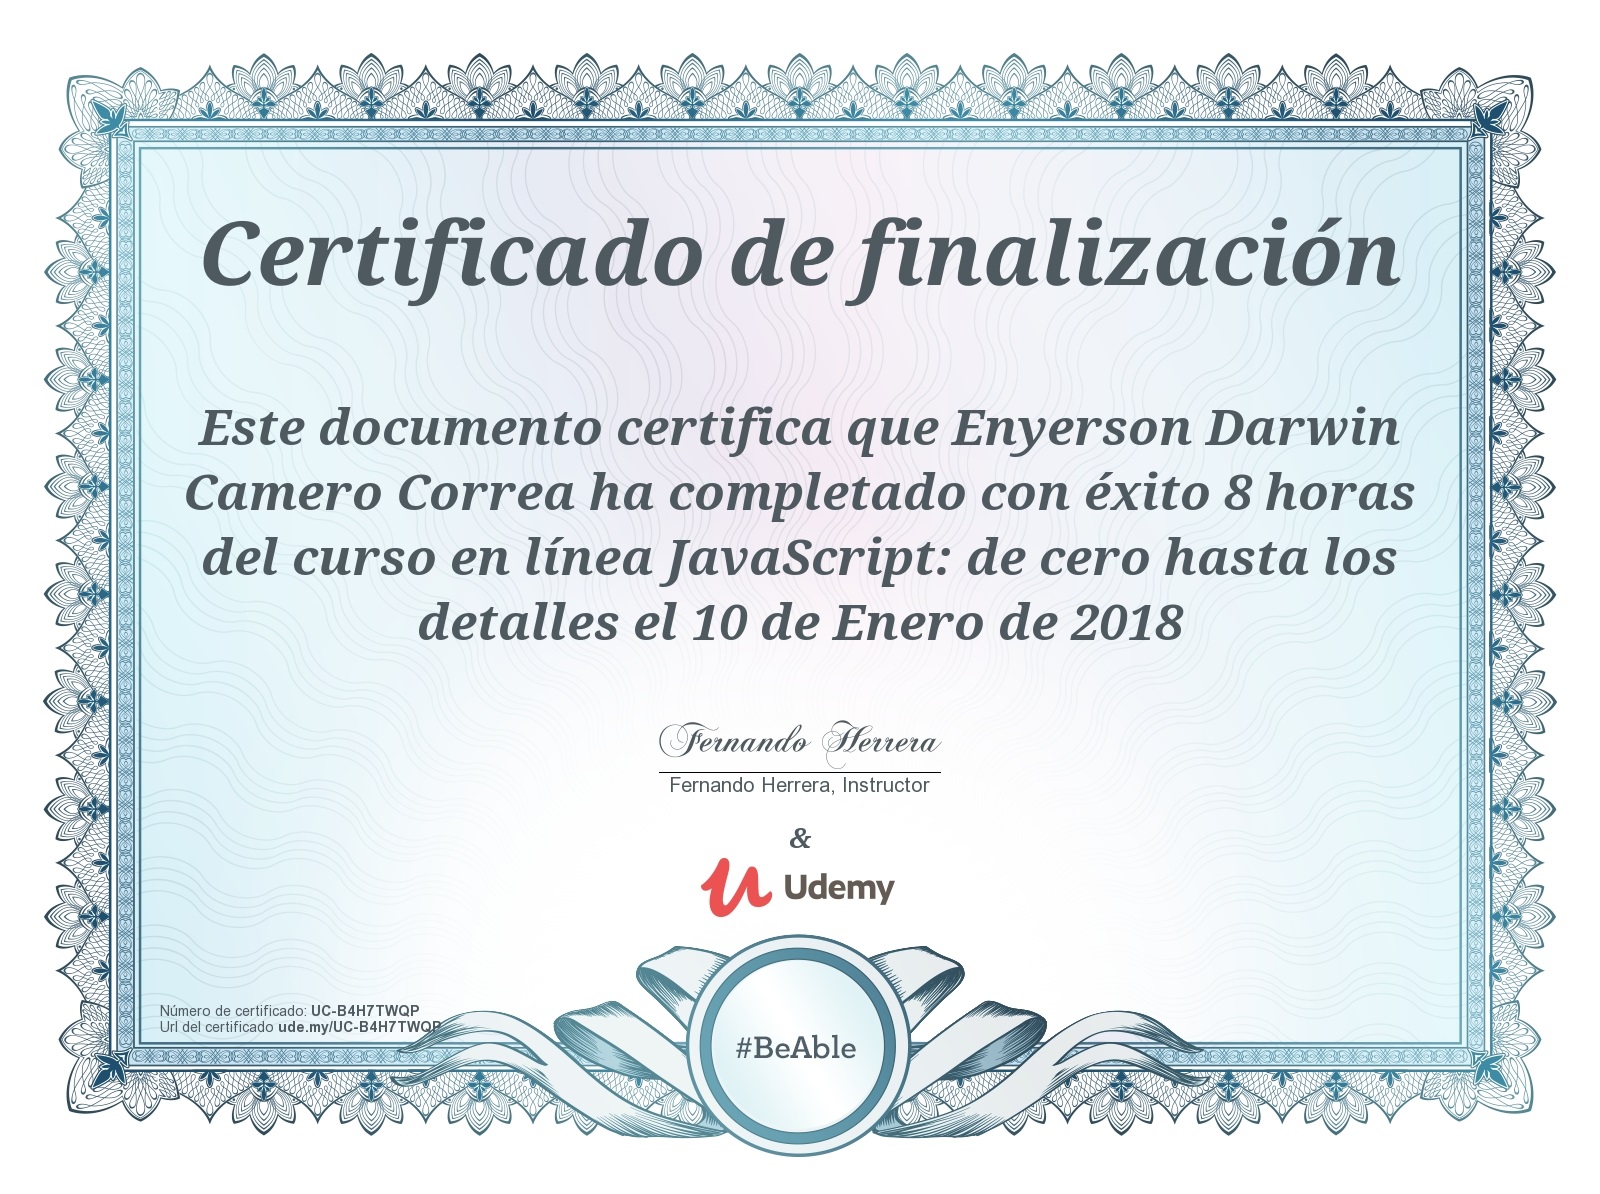 Certificado de finalización
Este documento certifica que Enyerson Darwin
Camero Correa ha completado con éxito 8 horas
del curso en línea JavaScript: de cero hasta los
detalles el 10 de Enero de 2018
Fernando Herrera
Fernando Herrera, Instructor
&
Udemy
Número de certificado: UC-B4H7TWQP
Url del certificado ude.my/UC-B4H7TWQP
#BeAble